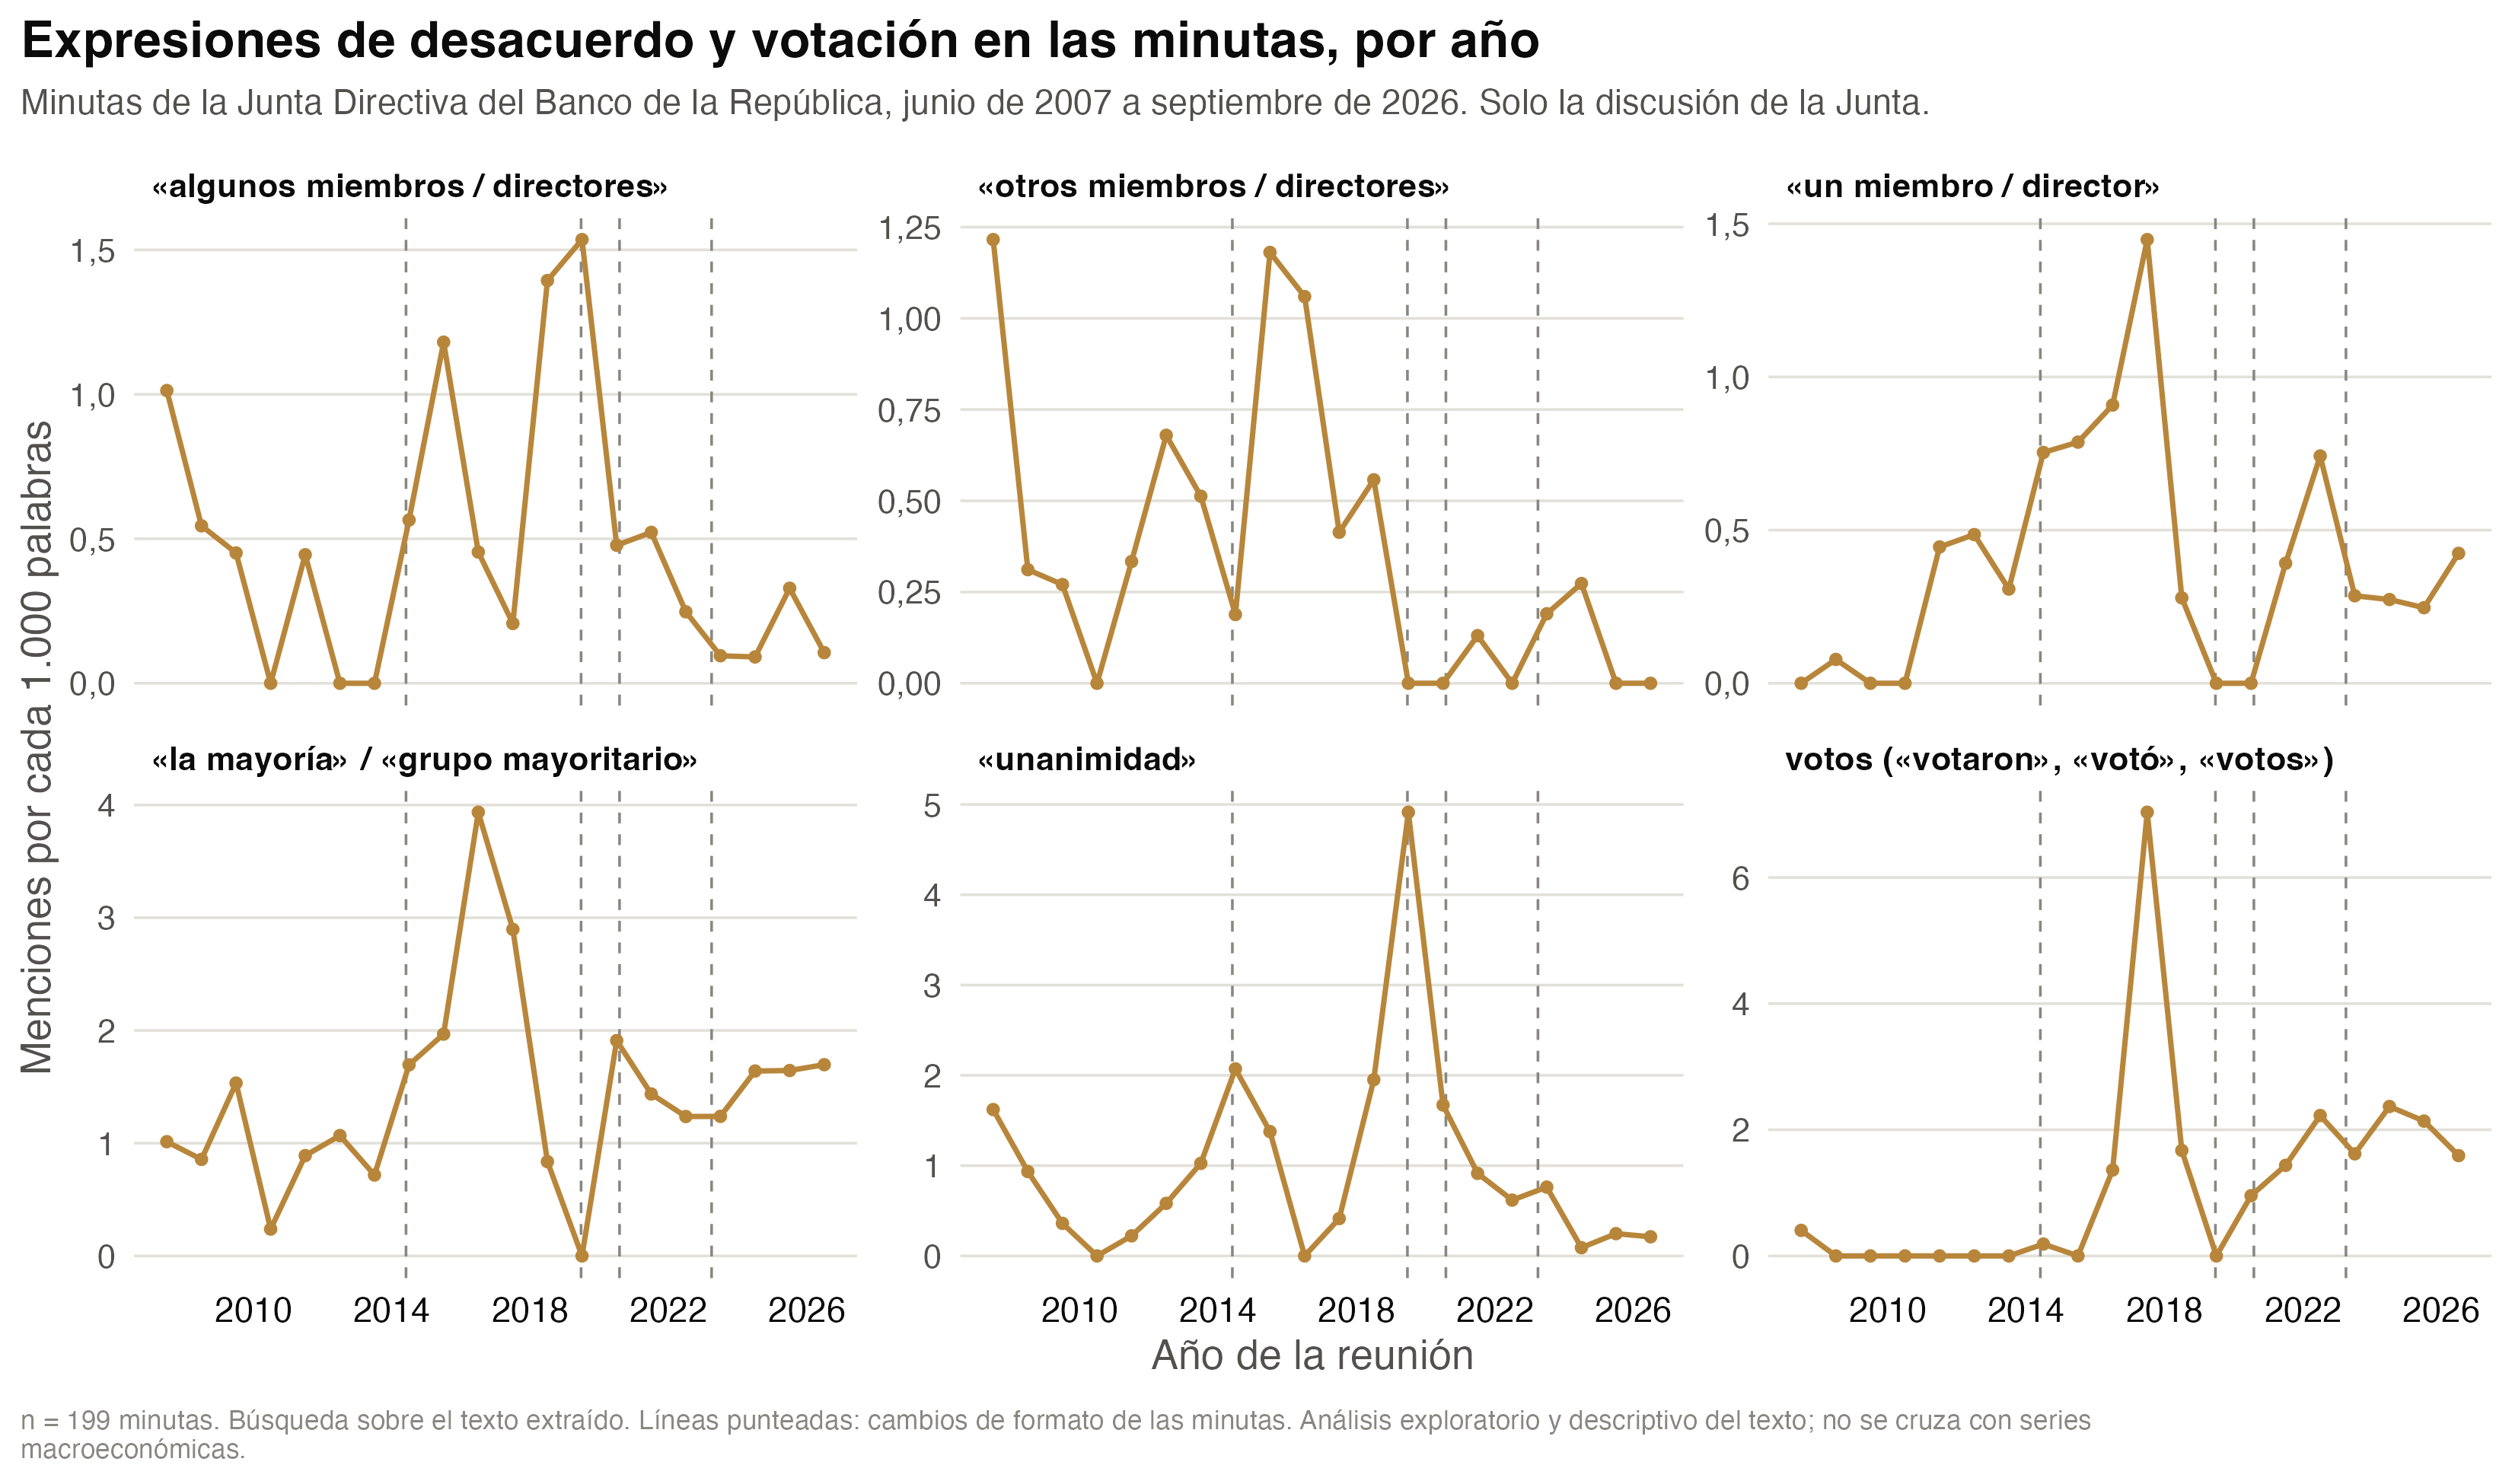 Expresiones de desacuerdo y votación en las minutas, por año
Minutas de la Junta Directiva del Banco de la República, junio de 2007 a septiembre de 2026. Solo la discusión de la Junta.
Menciones por cada 1.000 palabras
«algunos miembros / directores»
1,5
1,0
0,5
0,0
«otros miembros / directores»
1,25
1,00
0,75
0,50
0,25
0,00
«un miembro / director»
1,5
1,0
0,5
0,0
«la mayoría» / «grupo mayoritario»
4
3
2
1
0
2010 2014 2018 2022 2026
«unanimidad»
5
4
3
2
1
0
2010 2014 2018 2022 2026
votos («votaron», «votó», «votos»)
6
4
2
0
2010 2014 2018 2022 2026
Año de la reunión
n = 199 minutas. Búsqueda sobre el texto extraído. Líneas punteadas: cambios de formato de las minutas. Análisis exploratorio y descriptivo del texto; no se cruza con series
macroeconómicas.